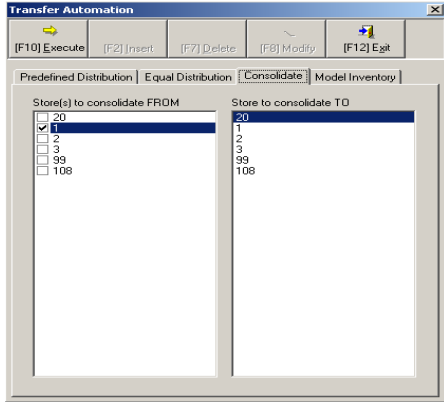 Transfer Automation
[F10] Execute [F2] Insert [F7] Delete [F8] Modify [F12] Exit
Predefined Distribution Equal Distribution Consolidate Model Inventory
Store(s) to consolidate FROM Store to consolidate TO
20 20
1 1
2 2
3 3
99 99
108 108